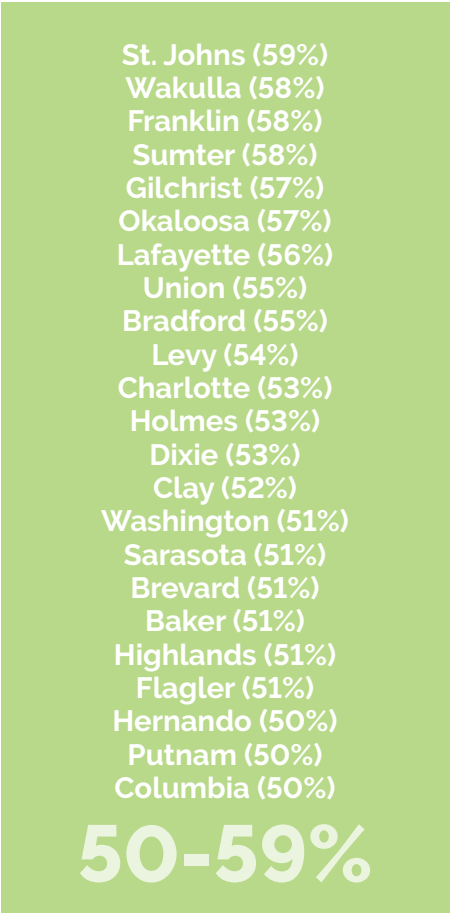 St. Johns (59%)
Wakulla (58%)
Franklin (58%)
Sumter (58%)
Gilchrist (57%)
Okaloosa (57%)
Lafayette (56%)
Union (55%)
Bradford (55%)
Levy (54%)
Charlotte (53%)
Holmes (53%)
Dixie (53%)
Clay (52%)
Washington (51%)
Sarasota (51%)
Brevard (51%)
Baker (51%)
Highlands (51%)
Flagler (51%)
Hernando (50%)
Putnam (50%)
Columbia (50%)
50-59%